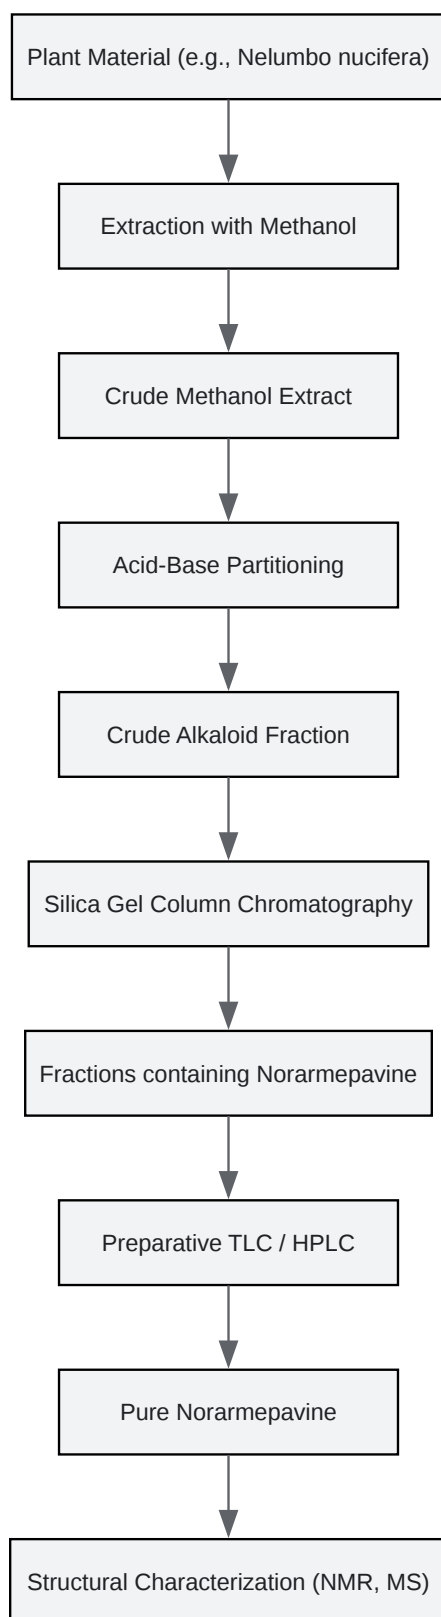 Plant Material (e.g., Nelumbo nucifera)
Extraction with Methanol
Crude Methanol Extract
Acid-Base Partitioning
Crude Alkaloid Fraction
Silica Gel Column Chromatography
Fractions containing Norarmepavine
Preparative TLC / HPLC
Pure Norarmepavine
Structural Characterization (NMR, MS)